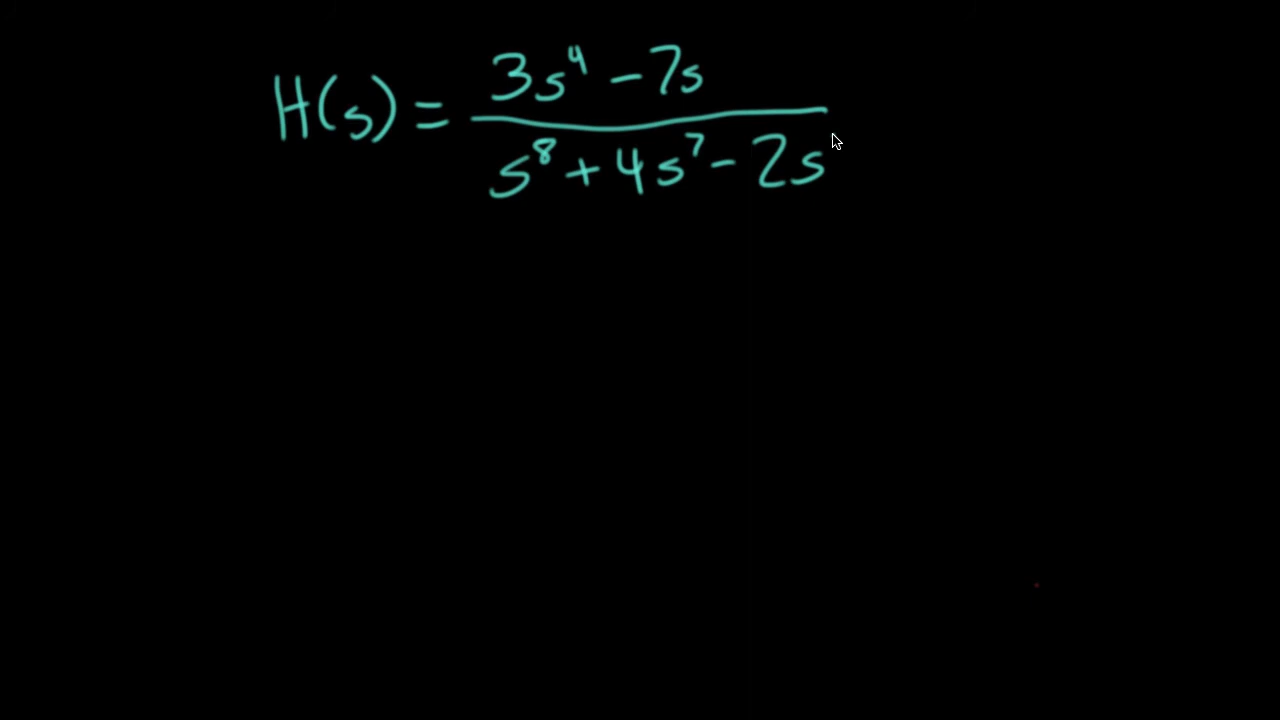 H(s) = (3s⁴ - 7s) / (s⁸ + 4s⁷ - 2s)